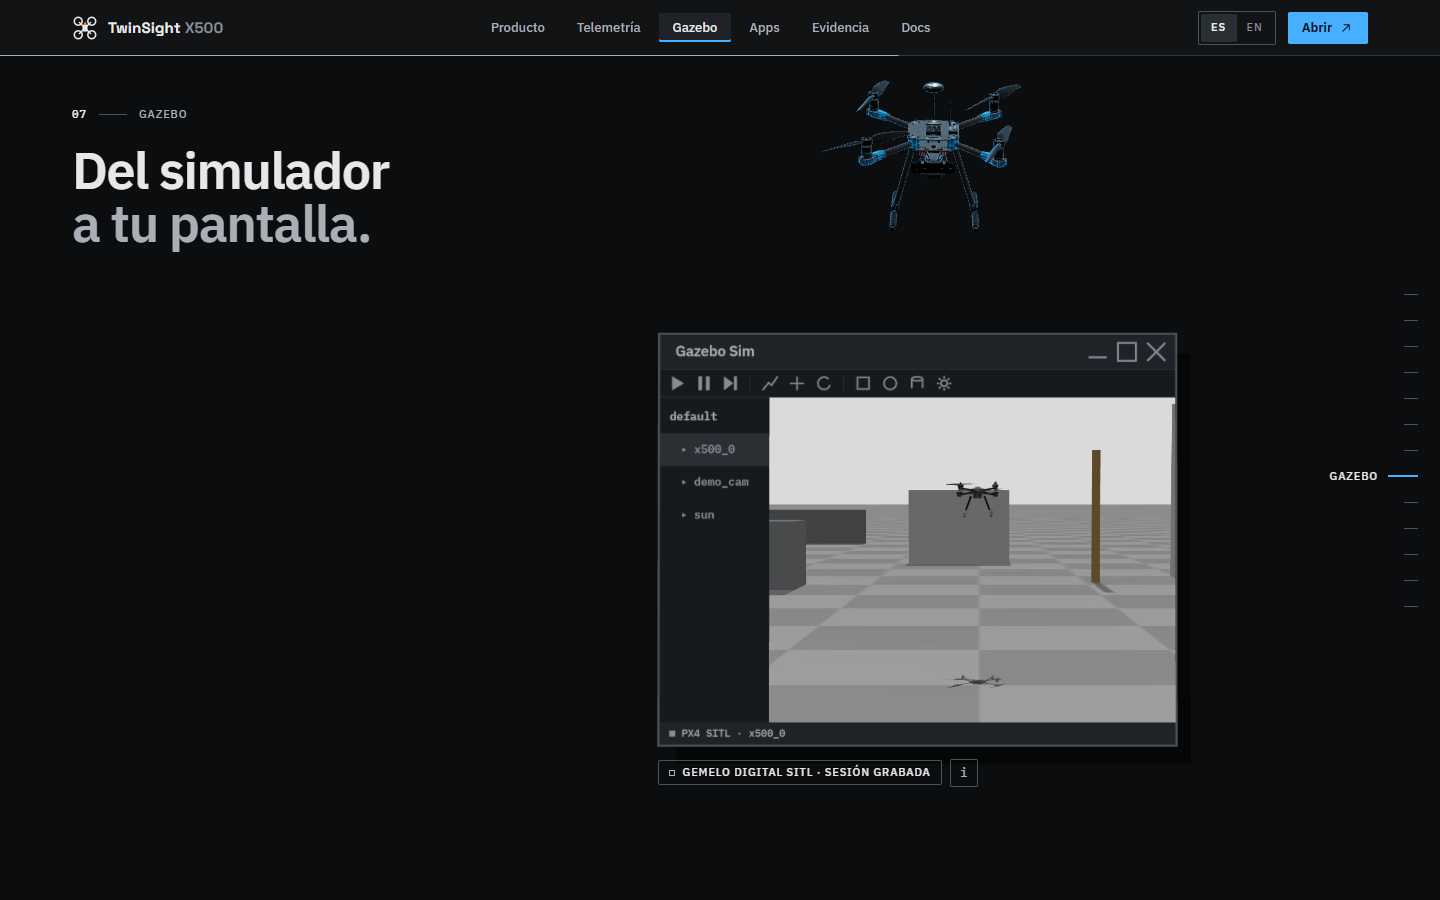 TwinSight X500
Producto
Telemetría
Gazebo
Apps
Evidencia
Docs
ES
EN
Abrir
07
GAZEBO
Del simulador
a tu pantalla.
Gazebo Sim
default
x500_0
demo_cam
sun
GAZEBO
PX4 SITL · x500_0
GEMELO DIGITAL SITL · SESIÓN GRABADA
i